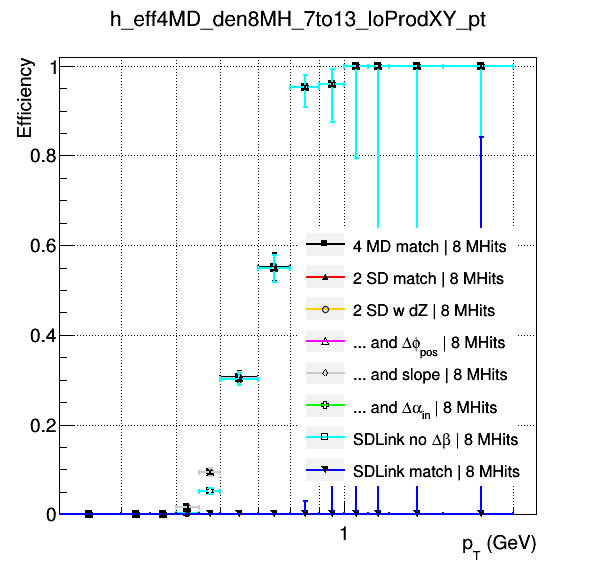 h_eff4MD_den8MH_7to13_loProdXY_pt
Efficiency
1
0.8
0.6
0.4
0.2
0
4 MD match | 8 MHits
2 SD match | 8 MHits
2 SD w dZ | 8 MHits
... and Δϕpos | 8 MHits
... and slope | 8 MHits
... and Δαin | 8 MHits
SDLink no Δβ | 8 MHits
SDLink match | 8 MHits
1
pT (GeV)